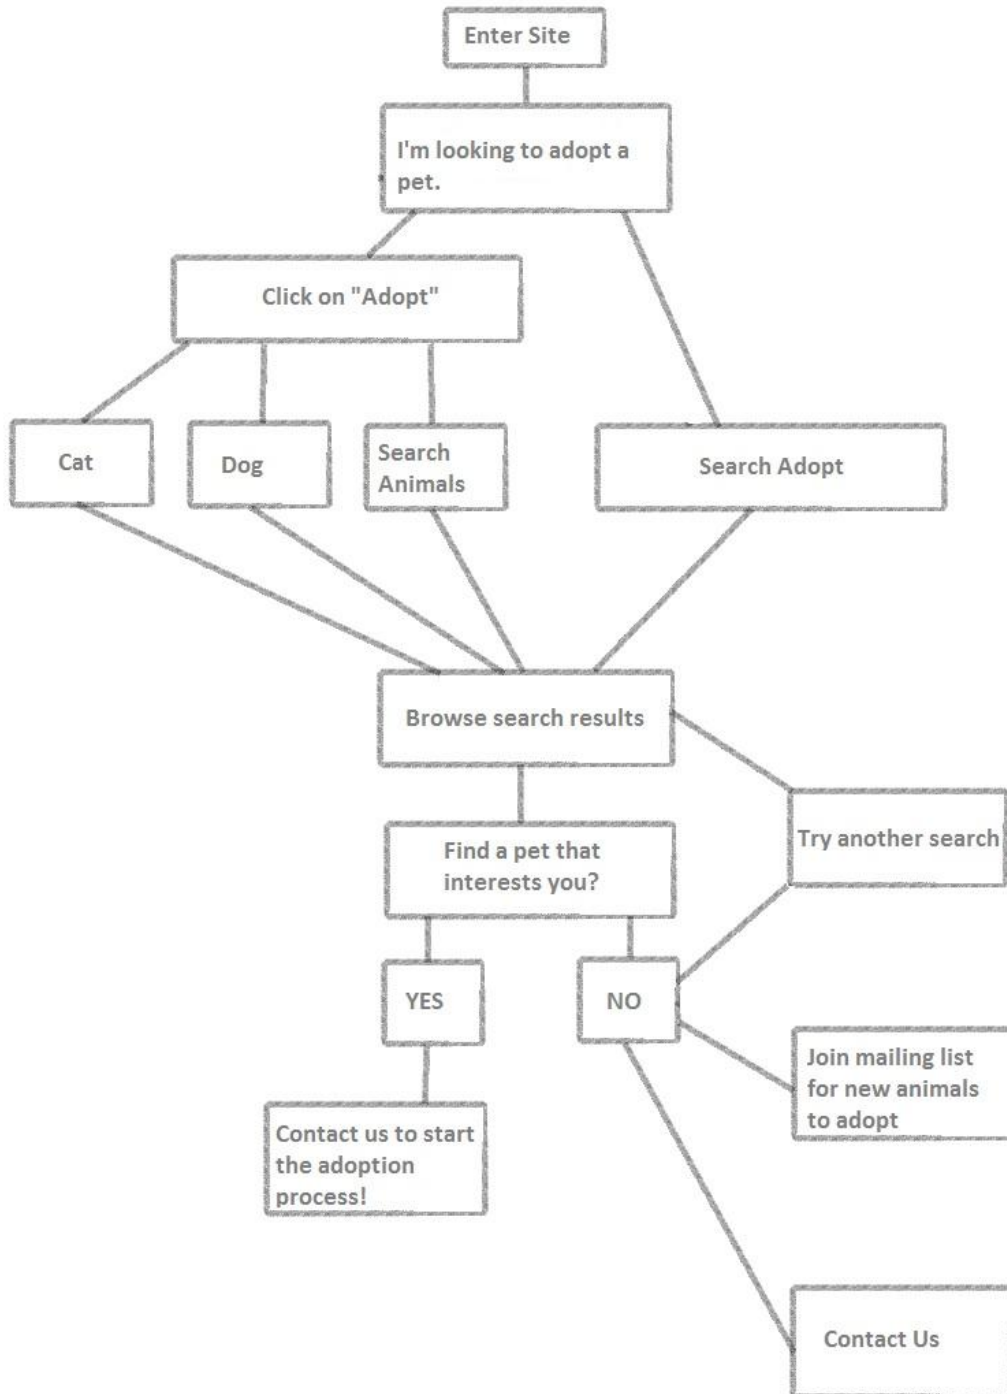 Enter Site
I'm looking to adopt a
pet.
Click on "Adopt"
Cat
Dog
Search
Animals
Search Adopt
Browse search results
Try another search
Find a pet that
interests you?
YES
NO
Join mailing list
for new animals
to adopt
Contact us to start
the adoption
process!
Contact Us